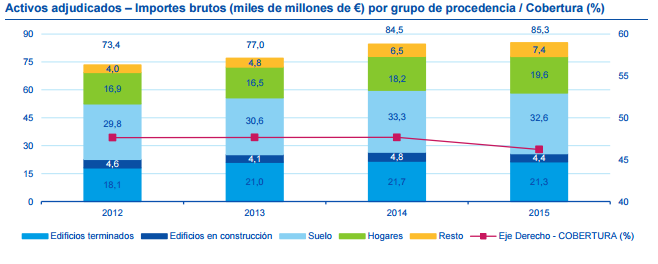 Activos adjudicados – Importes brutos (miles de millones de €) por grupo de procedencia / Cobertura (%)
84,5 85,3
90 60
73,4 77,0
6,5 7,4
75 4,8 55
4,0
18,2 19,6
60 16,9 16,5
45 50
29,8 30,6 33,3 32,6
30
45
15 4,6 4,1 4,8 4,4
18,1 21,0 21,7 21,3
0 40
2012 2013 2014 2015
Edificios terminados Edificios en construcción Suelo Hogares Resto Eje Derecho - COBERTURA (%)